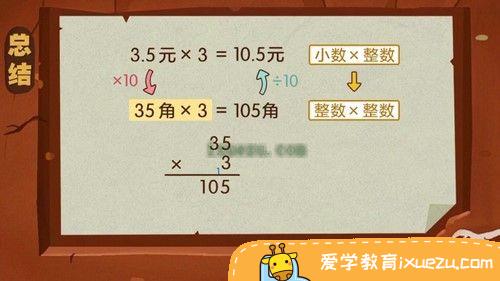 总结
3.5元 × 3 = 10.5元 小数 × 整数
×10 ÷10
35角 × 3 = 105角 整数 × 整数
35
× 3
1
105
爱学教育ixuezu.com